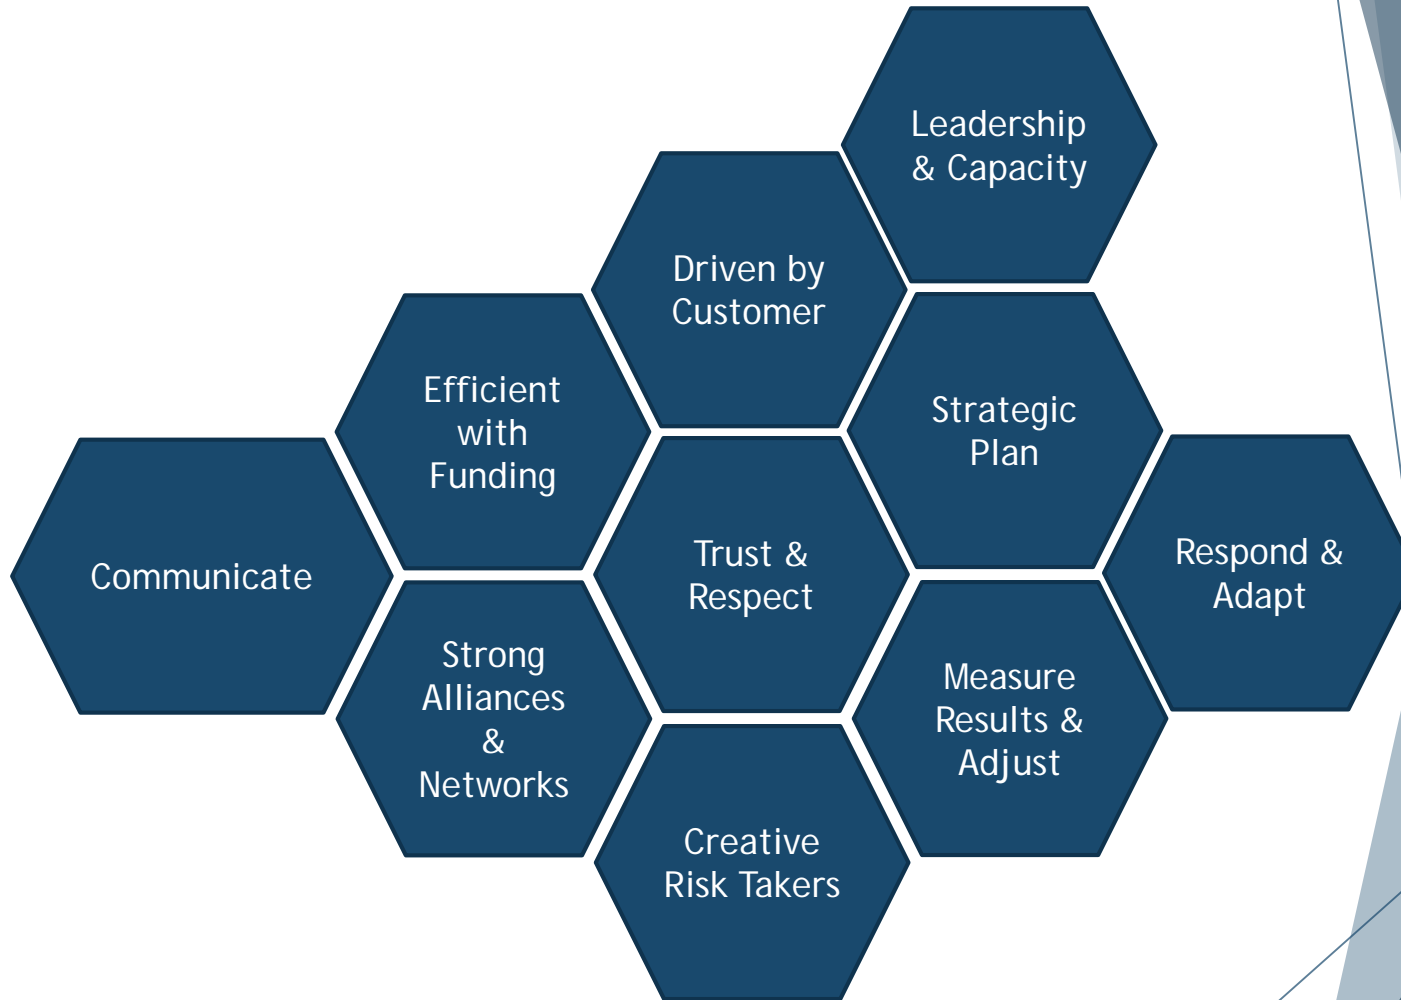 Leadership
& Capacity
Driven by
Customer
Efficient
with
Funding
Strategic
Plan
Communicate
Trust &
Respect
Respond &
Adapt
Strong
Alliances
&
Networks
Measure
Results &
Adjust
Creative
Risk Takers